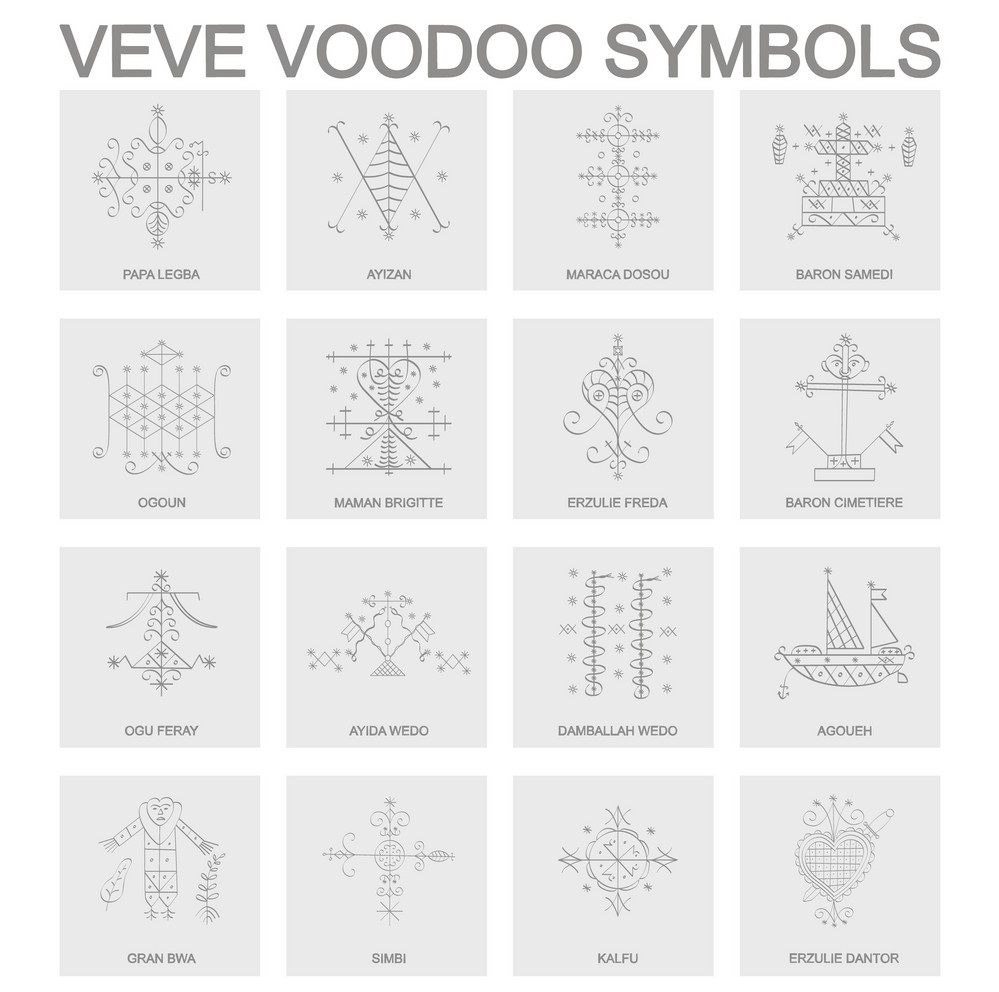 VEVE VOODOO SYMBOLS
PAPA LEGBA
AYIZAN
MARACA DOSOU
BARON SAMEDI
OGOUN
MAMAN BRIGITTE
ERZULIE FREDA
BARON CIMETIERE
OGU FERAY
AYIDA WEDO
DAMBALLAH WEDO
AGOUEH
GRAN BWA
SIMBI
KALFU
ERZULIE DANTOR